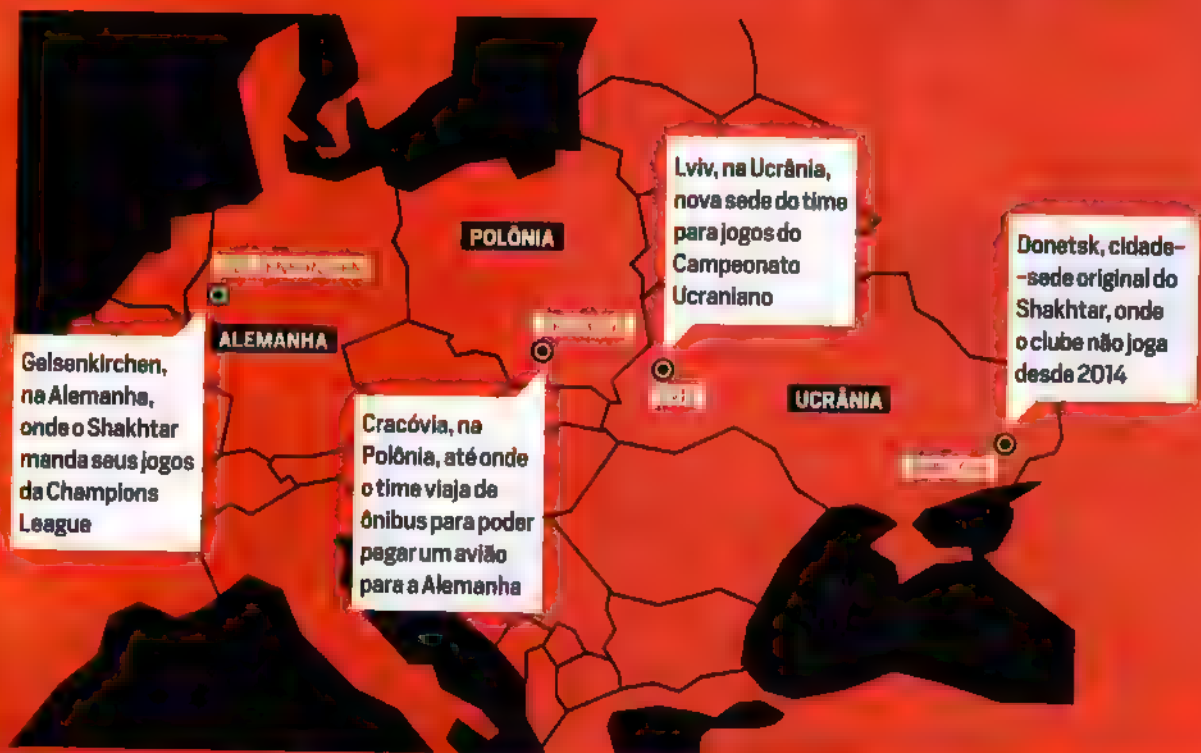 POLÔNIA
Lviv, na Ucrânia,
nova sede do time
para jogos do
Campeonato
Ucraniano
Donetsk, cidade-
-sede original do
Shakhtar, onde
o clube não joga
desde 2014
ALEMANHA
Gelsenkirchen,
na Alemanha,
onde o Shakhtar
manda seus jogos
da Champions
League
Cracóvia, na
Polônia, até onde
o time viaja de
ônibus para poder
pegar um avião
para a Alemanha
UCRÂNIA